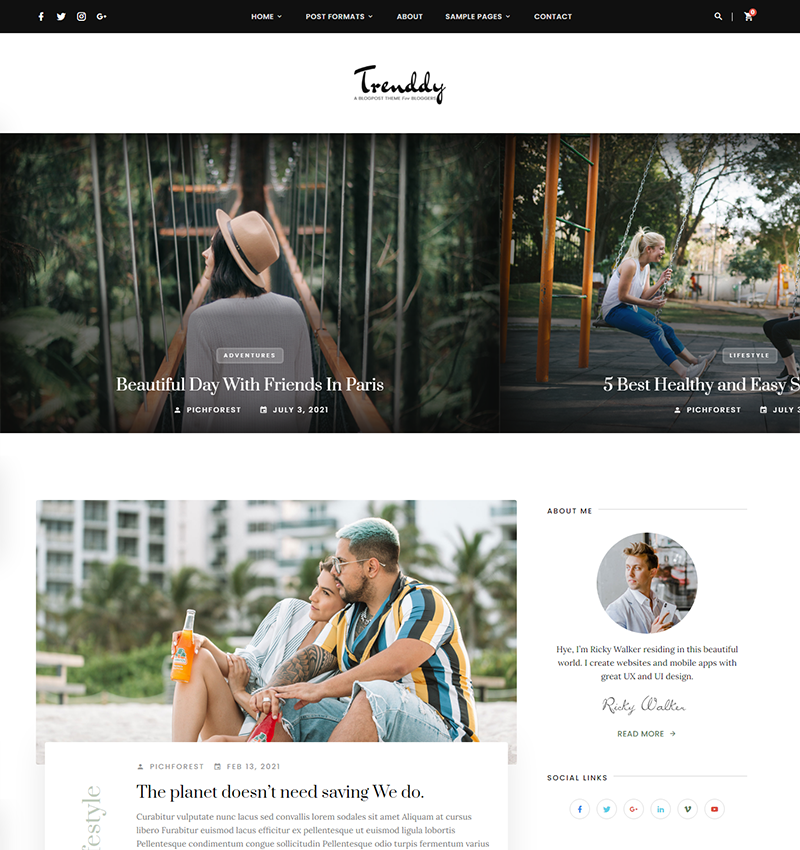 HOME POST FORMATS ABOUT SAMPLE PAGES CONTACT
0
Trenddy
A BLOGPOST THEME For BLOGGERS
ADVENTURES
Beautiful Day With Friends In Paris
PICHFOREST JULY 3, 2021
LIFESTYLE
5 Best Healthy and Easy S
PICHFOREST JULY 3
ABOUT ME
Hye, I'm Ricky Walker residing in this beautiful
world. I create websites and mobile apps with
great UX and UI design.
Ricky Walker
READ MORE →
SOCIAL LINKS
PICHFOREST FEB 13, 2021
The planet doesn't need saving We do.
festyle
Curabitur vulputate nunc lacus sed convallis lorem sodales sit amet Aliquam at cursus
libero Furabitur euismod lacus efficitur ex pellentesque ut euismod ligula lobortis
Pellentesque condimentum congue sollicitudin Pellentesque odio turpis fermentum varius